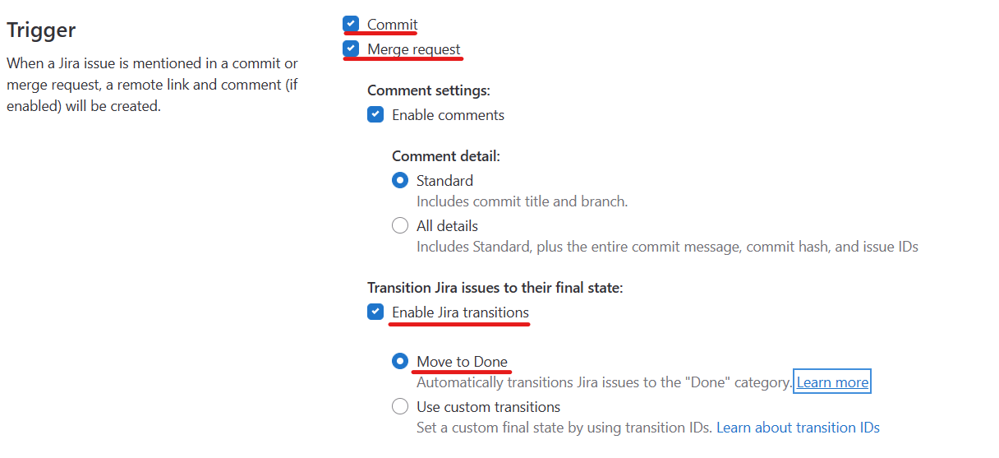 Trigger
When a Jira issue is mentioned in a commit or
merge request, a remote link and comment (if
enabled) will be created.
Commit
Merge request
Comment settings:
Enable comments
Comment detail:
Standard
Includes commit title and branch.
All details
Includes Standard, plus the entire commit message, commit hash, and issue IDs
Transition Jira issues to their final state:
Enable Jira transitions
Move to Done
Automatically transitions Jira issues to the "Done" category. Learn more
Use custom transitions
Set a custom final state by using transition IDs. Learn about transition IDs